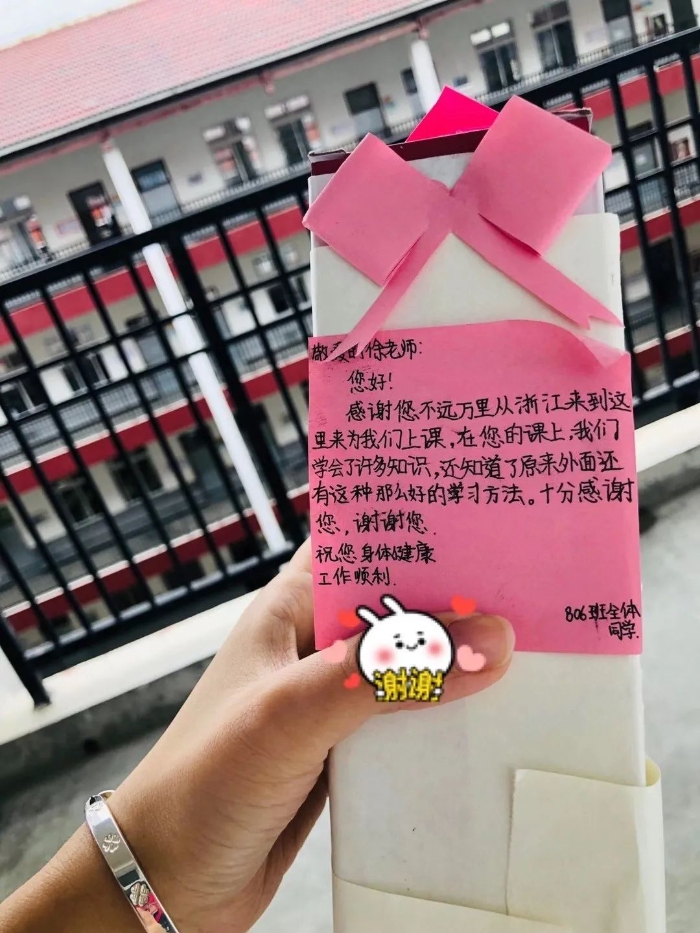 敬爱的徐老师：
您好！
感谢您不远万里从浙江来到这
里来为我们上课，在您的课上，我们
学会了许多知识，还知道了原来外面还
有这种那么好的学习方法。十分感谢
您，谢谢您．
祝您身体健康
工作顺利．
806班全体
同学．
谢谢